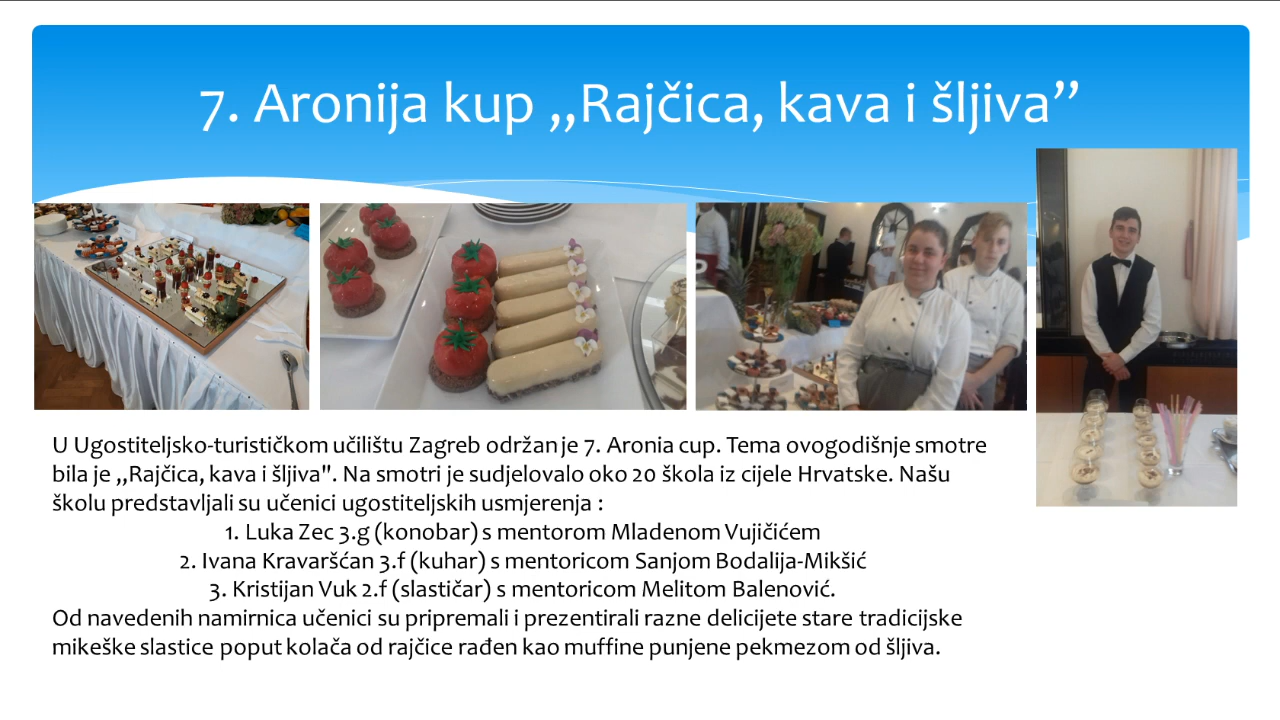 7. Aronija kup „Rajčica, kava i šljiva”
U Ugostiteljsko-turističkom učilištu Zagreb održan je 7. Aronia cup. Tema ovogodišnje smotre
bila je „Rajčica, kava i šljiva". Na smotri je sudjelovalo oko 20 škola iz cijele Hrvatske. Našu
školu predstavljali su učenici ugostiteljskih usmjerenja :
1. Luka Zec 3.g (konobar) s mentorom Mladenom Vujičićem
2. Ivana Kravaršćan 3.f (kuhar) s mentoricom Sanjom Bodalija-Mikšić
3. Kristijan Vuk 2.f (slastičar) s mentoricom Melitom Balenović.
Od navedenih namirnica učenici su pripremali i prezentirali razne delicijete stare tradicijske
mikeške slastice poput kolača od rajčice rađen kao muffine punjene pekmezom od šljiva.